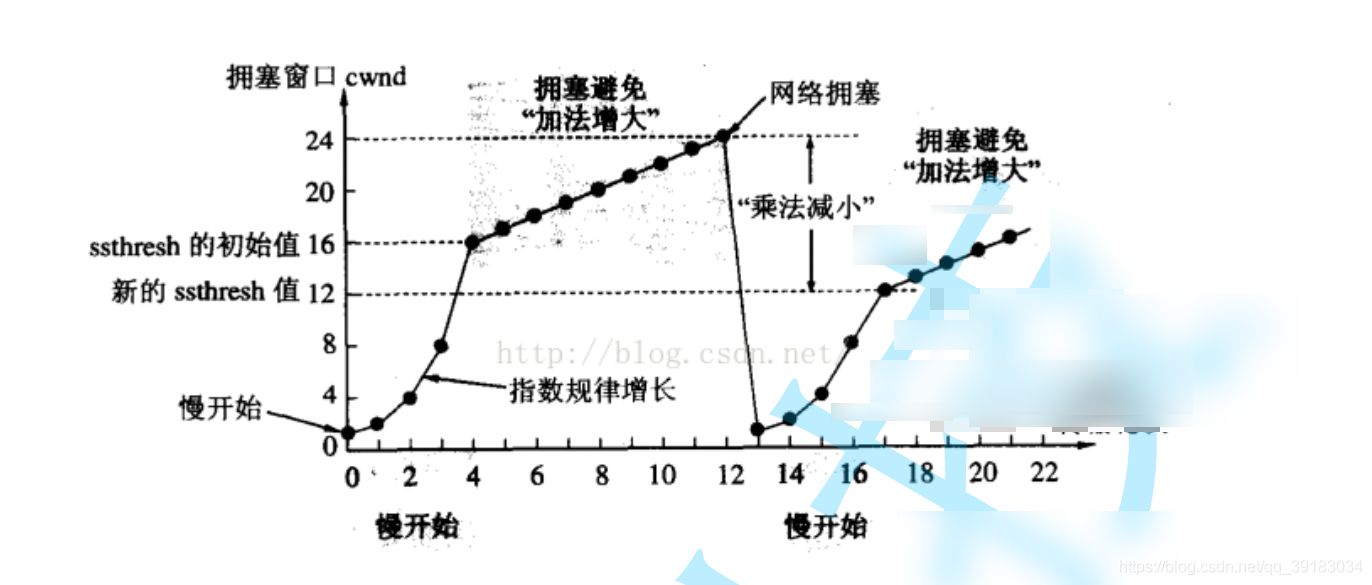 拥塞窗口 cwnd
拥塞避免
“加法增大”
网络拥塞
拥塞避免
“加法增大”
24
20
“乘法减小”
ssthresh 的初始值 16
新的 ssthresh 值 12
8
http://blog.csdn.net/
4
指数规律增长
慢开始
0
0 2 4 6 8 10 12 14 16 18 20 22
慢开始
慢开始
https://blog.csdn.net/qq_39183034